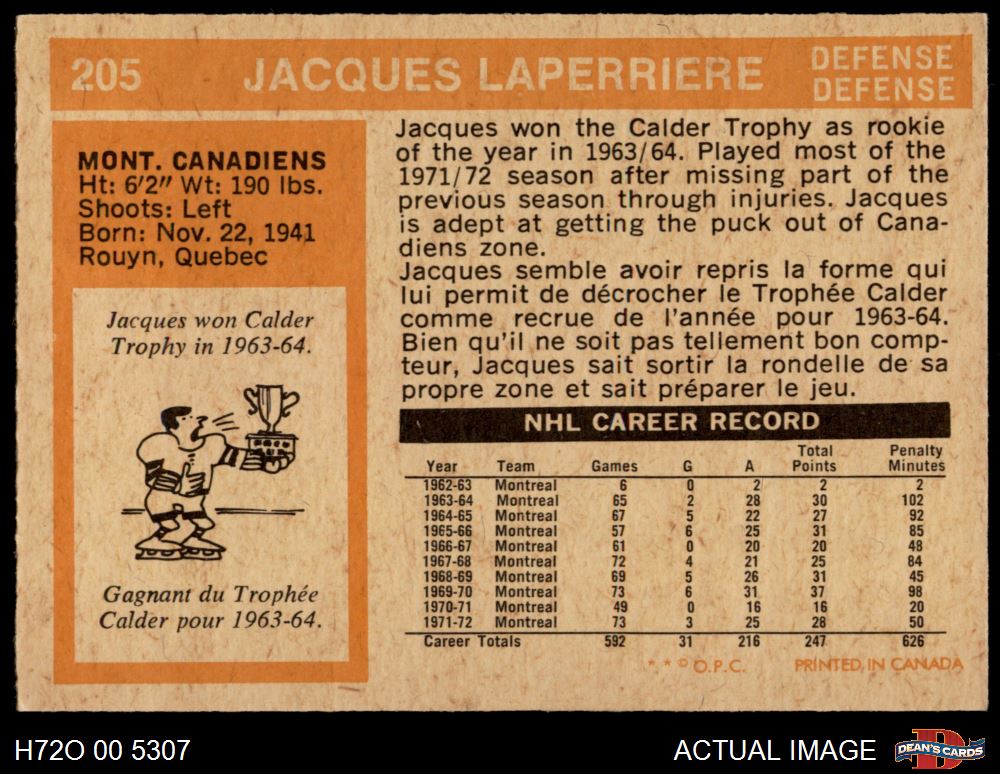 205 JACQUES LAPERRIERE DEFENSE
DEFENSE
MONT. CANADIENS
Ht: 6'2" Wt: 190 lbs.
Shoots: Left
Born: Nov. 22, 1941
Rouyn, Quebec
Jacques won Calder
Trophy in 1963-64.
Gagnant du Trophée
Calder pour 1963-64.
Jacques won the Calder Trophy as rookie
of the year in 1963/64. Played most of the
1971/72 season after missing part of the
previous season through injuries. Jacques
is adept at getting the puck out of Cana-
diens zone.
Jacques semble avoir repris la forme qui
lui permit de décrocher le Trophée Calder
comme recrue de l'année pour 1963-64.
Bien qu'il ne soit pas tellement bon comp-
teur, Jacques sait sortir la rondelle de sa
propre zone et sait préparer le jeu.
NHL CAREER RECORD
Year Team Games G A Total Points Penalty Minutes
1962-63 Montreal 6 0 2 2 2
1963-64 Montreal 65 2 28 30 102
1964-65 Montreal 67 5 22 27 92
1965-66 Montreal 57 6 25 31 85
1966-67 Montreal 61 0 20 20 48
1967-68 Montreal 72 4 21 25 84
1968-69 Montreal 69 5 26 31 45
1969-70 Montreal 73 6 31 37 98
1970-71 Montreal 49 0 16 16 20
1971-72 Montreal 73 3 25 28 50
Career Totals 592 31 216 247 626
* * © O.P.C. PRINTED IN CANADA
H72O 00 5307 ACTUAL IMAGE DEAN'S CARDS